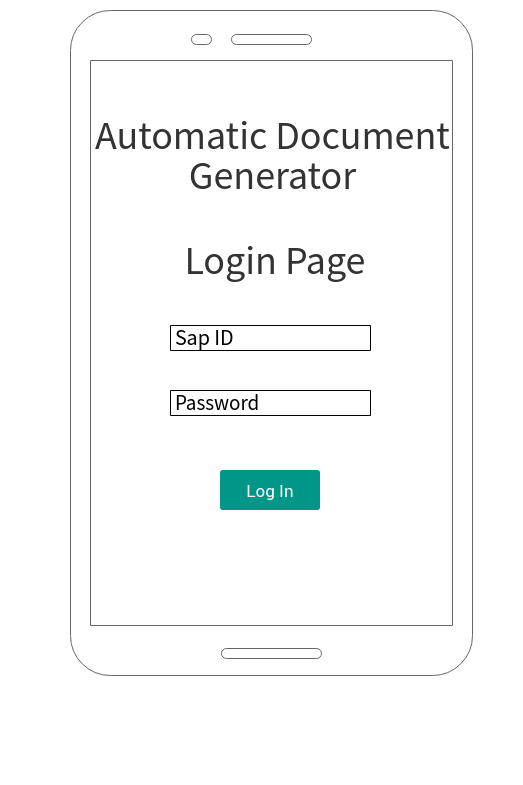 Automatic Document
Generator
Login Page
Sap ID
Password
Log In